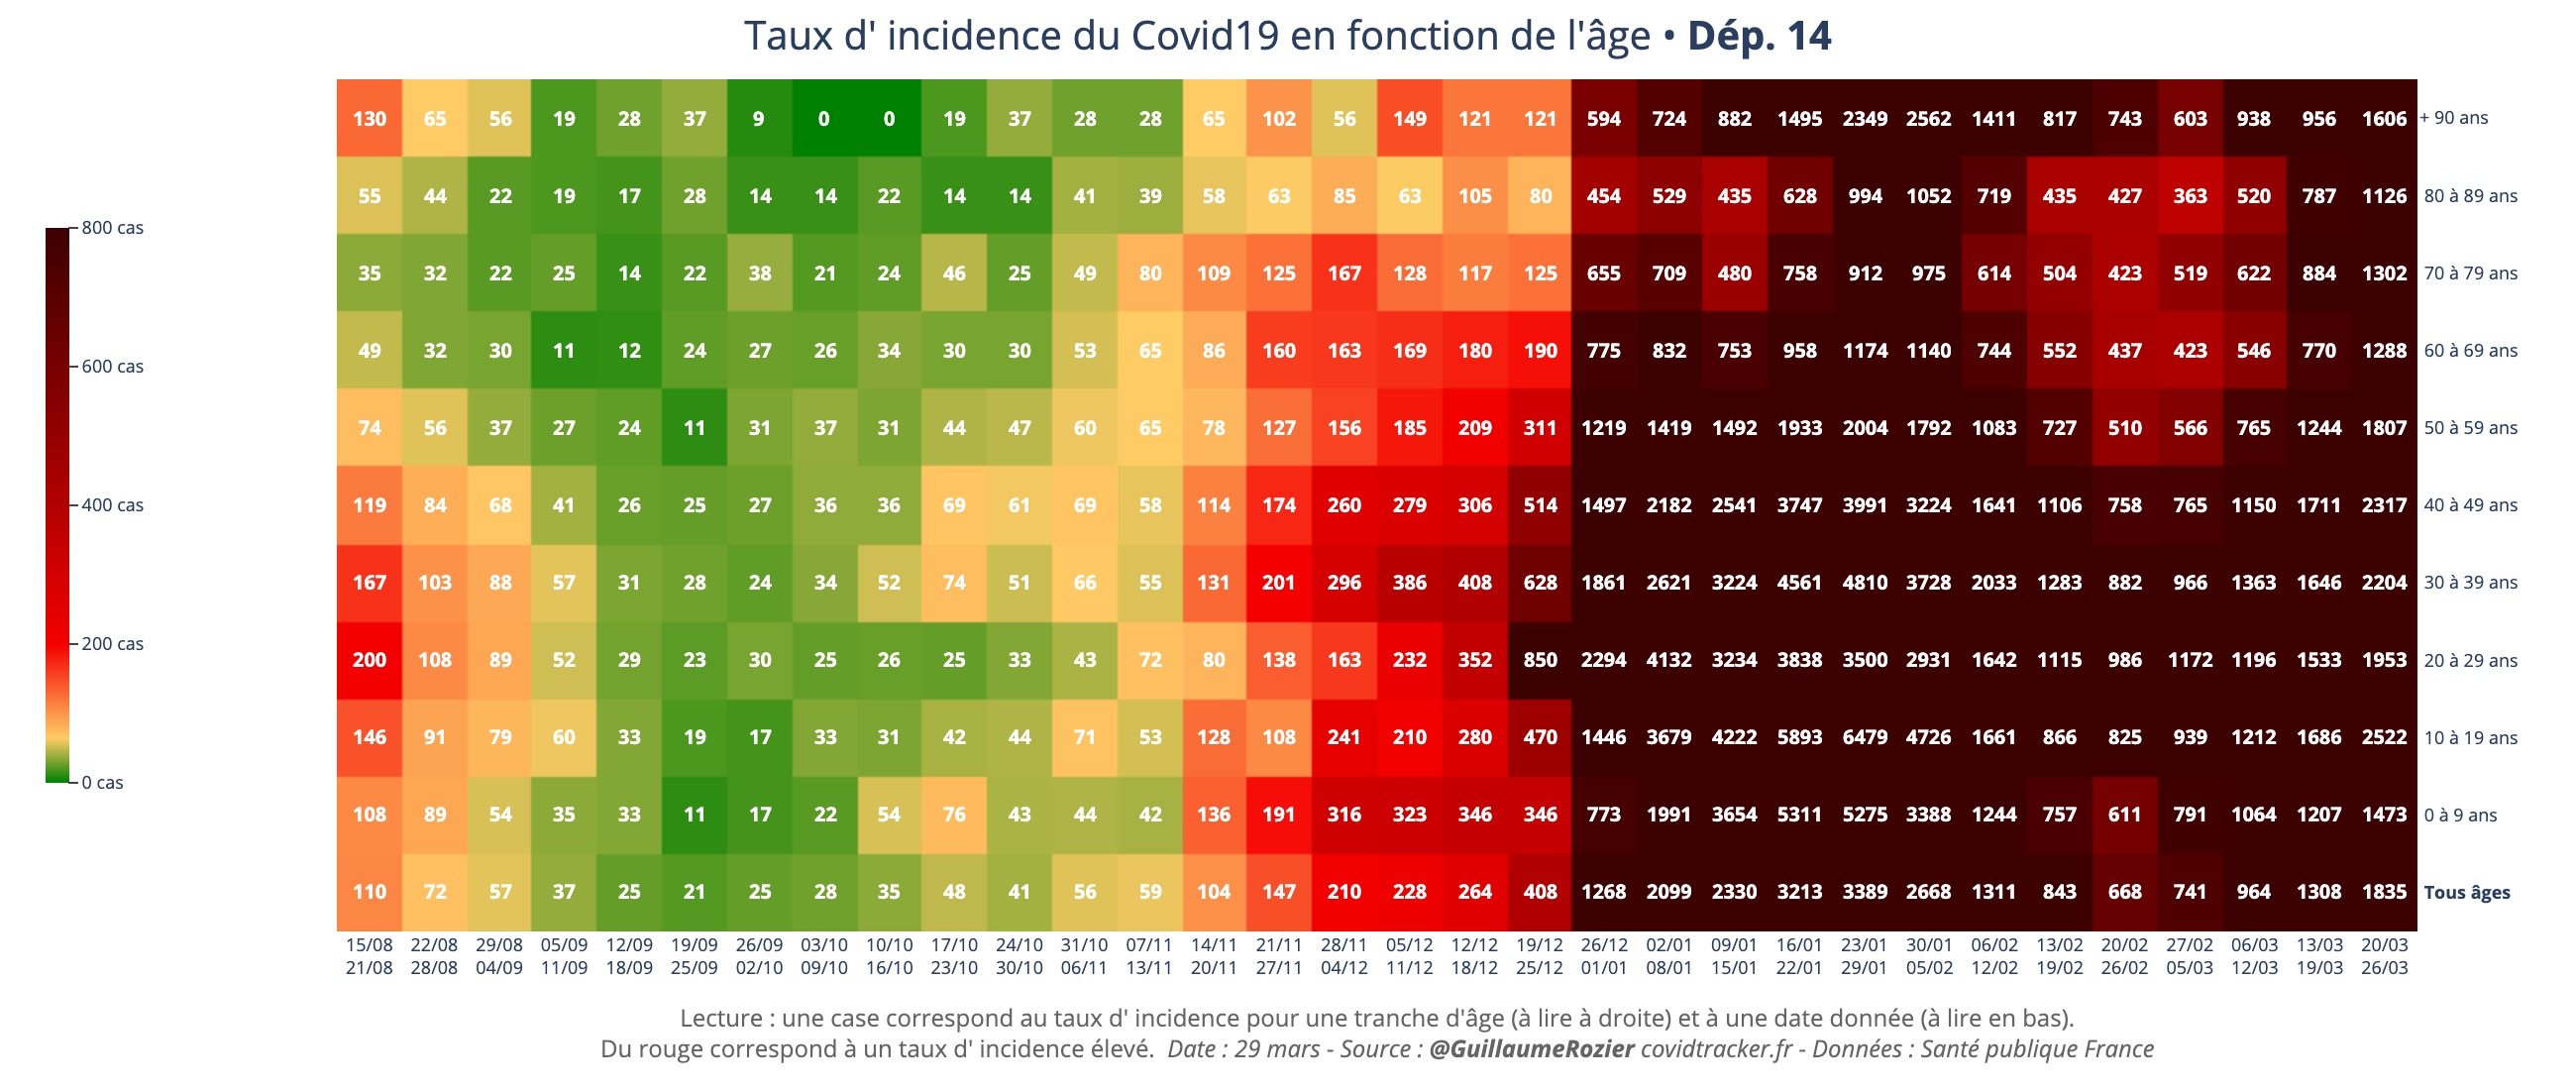 Taux d' incidence du Covid19 en fonction de l'âge • Dép. 14
800 cas
600 cas
400 cas
200 cas
0 cas
130 65 56 19 28 37 9 0 0 19 37 28 28 65 102 56 149 121 121 594 724 882 1495 2349 2562 1411 817 743 603 938 956 1606 + 90 ans
55 44 22 19 17 28 14 14 22 14 14 41 39 58 63 85 63 105 80 454 529 435 628 994 1052 719 435 427 363 520 787 1126 80 à 89 ans
35 32 22 25 14 22 38 21 24 46 25 49 80 109 125 167 128 117 125 655 709 480 758 912 975 614 504 423 519 622 884 1302 70 à 79 ans
49 32 30 11 12 24 27 26 34 30 30 53 65 86 160 163 169 180 190 775 832 753 958 1174 1140 744 552 437 423 546 770 1288 60 à 69 ans
74 56 37 27 24 11 31 37 31 44 47 60 65 78 127 156 185 209 311 1219 1419 1492 1933 2004 1792 1083 727 510 566 765 1244 1807 50 à 59 ans
119 84 68 41 26 25 27 36 36 69 61 69 58 114 174 260 279 306 514 1497 2182 2541 3747 3991 3224 1641 1106 758 765 1150 1711 2317 40 à 49 ans
167 103 88 57 31 28 24 34 52 74 51 66 55 131 201 296 386 408 628 1861 2621 3224 4561 4810 3728 2033 1283 882 966 1363 1646 2204 30 à 39 ans
200 108 89 52 29 23 30 25 26 25 33 43 72 80 138 163 232 352 850 2294 4132 3234 3838 3500 2931 1642 1115 986 1172 1196 1533 1953 20 à 29 ans
146 91 79 60 33 19 17 33 31 42 44 71 53 128 108 241 210 280 470 1446 3679 4222 5893 6479 4726 1661 866 825 939 1212 1686 2522 10 à 19 ans
108 89 54 35 33 11 17 22 54 76 43 44 42 136 191 316 323 346 346 773 1991 3654 5311 5275 3388 1244 757 611 791 1064 1207 1473 0 à 9 ans
110 72 57 37 25 21 25 28 35 48 41 56 59 104 147 210 228 264 408 1268 2099 2330 3213 3389 2668 1311 843 668 741 964 1308 1835 Tous âges
15/08 22/08 29/08 05/09 12/09 19/09 26/09 03/10 10/10 17/10 24/10 31/10 07/11 14/11 21/11 28/11 05/12 12/12 19/12 26/12 02/01 09/01 16/01 23/01 30/01 06/02 13/02 20/02 27/02 06/03 13/03 20/03
21/08 28/08 04/09 11/09 18/09 25/09 02/10 09/10 16/10 23/10 30/10 06/11 13/11 20/11 27/11 04/12 11/12 18/12 25/12 01/01 08/01 15/01 22/01 29/01 05/02 12/02 19/02 26/02 05/03 12/03 19/03 26/03
Lecture : une case correspond au taux d' incidence pour une tranche d'âge (à lire à droite) et à une date donnée (à lire en bas).
Du rouge correspond à un taux d' incidence élevé. Date : 29 mars - Source : @GuillaumeRozier covidtracker.fr - Données : Santé publique France